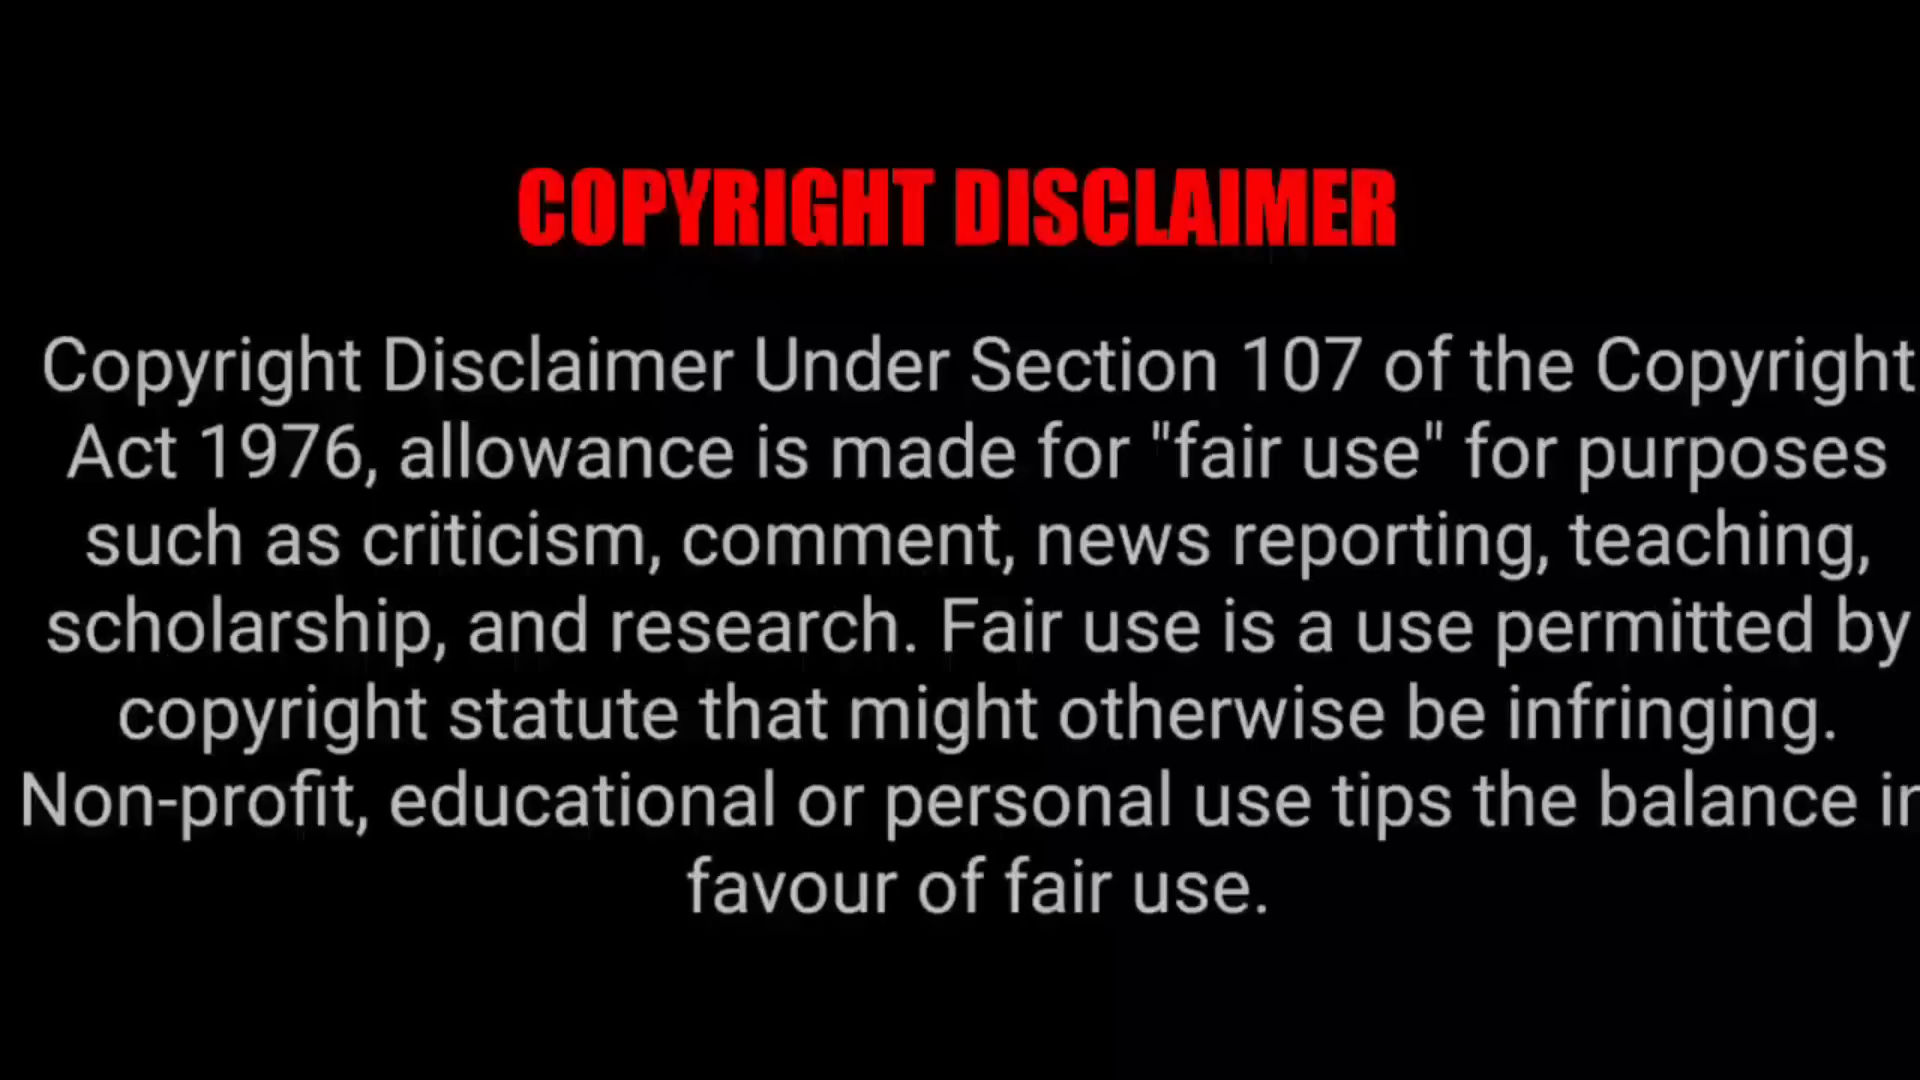 COPYRIGHT DISCLAIMER
Copyright Disclaimer Under Section 107 of the Copyright
Act 1976, allowance is made for "fair use" for purposes
such as criticism, comment, news reporting, teaching,
scholarship, and research. Fair use is a use permitted by
copyright statute that might otherwise be infringing.
Non-profit, educational or personal use tips the balance in
favour of fair use.